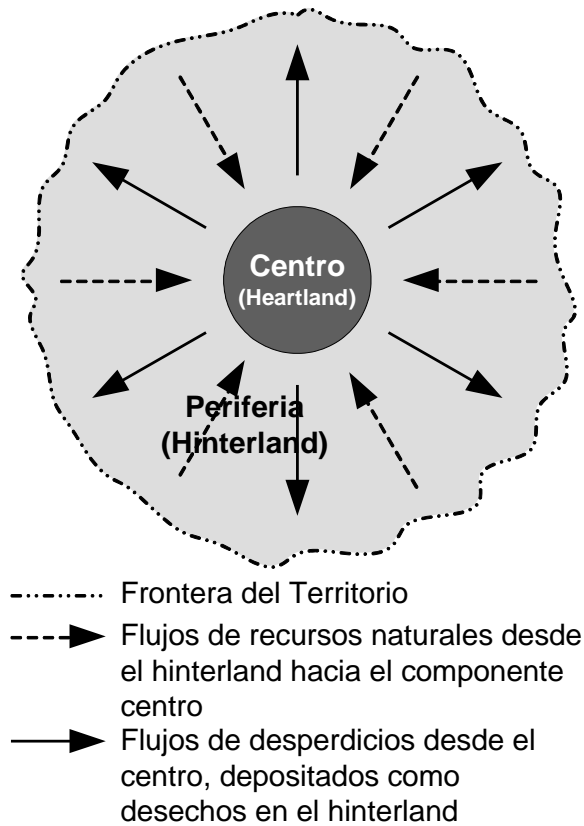 Centro
(Heartland)
Periferia
(Hinterland)
Frontera del Territorio
Flujos de recursos naturales desde
el hinterland hacia el componente
centro
Flujos de desperdicios desde el
centro, depositados como
desechos en el hinterland